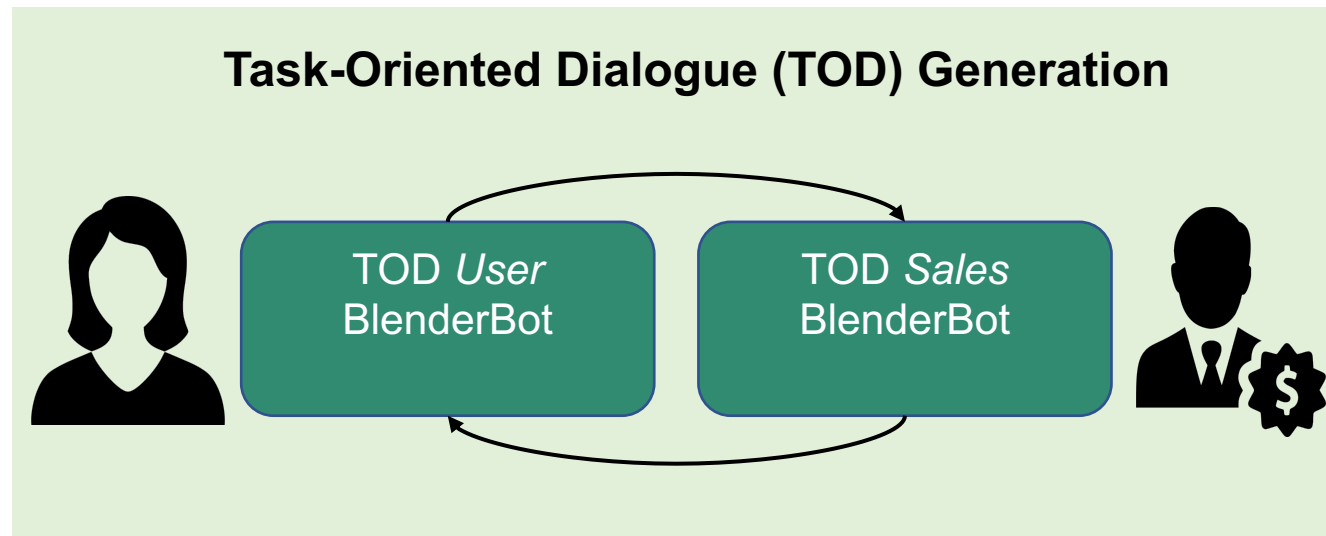 Task-Oriented Dialogue (TOD) Generation
TOD User
BlenderBot
TOD Sales
BlenderBot
$